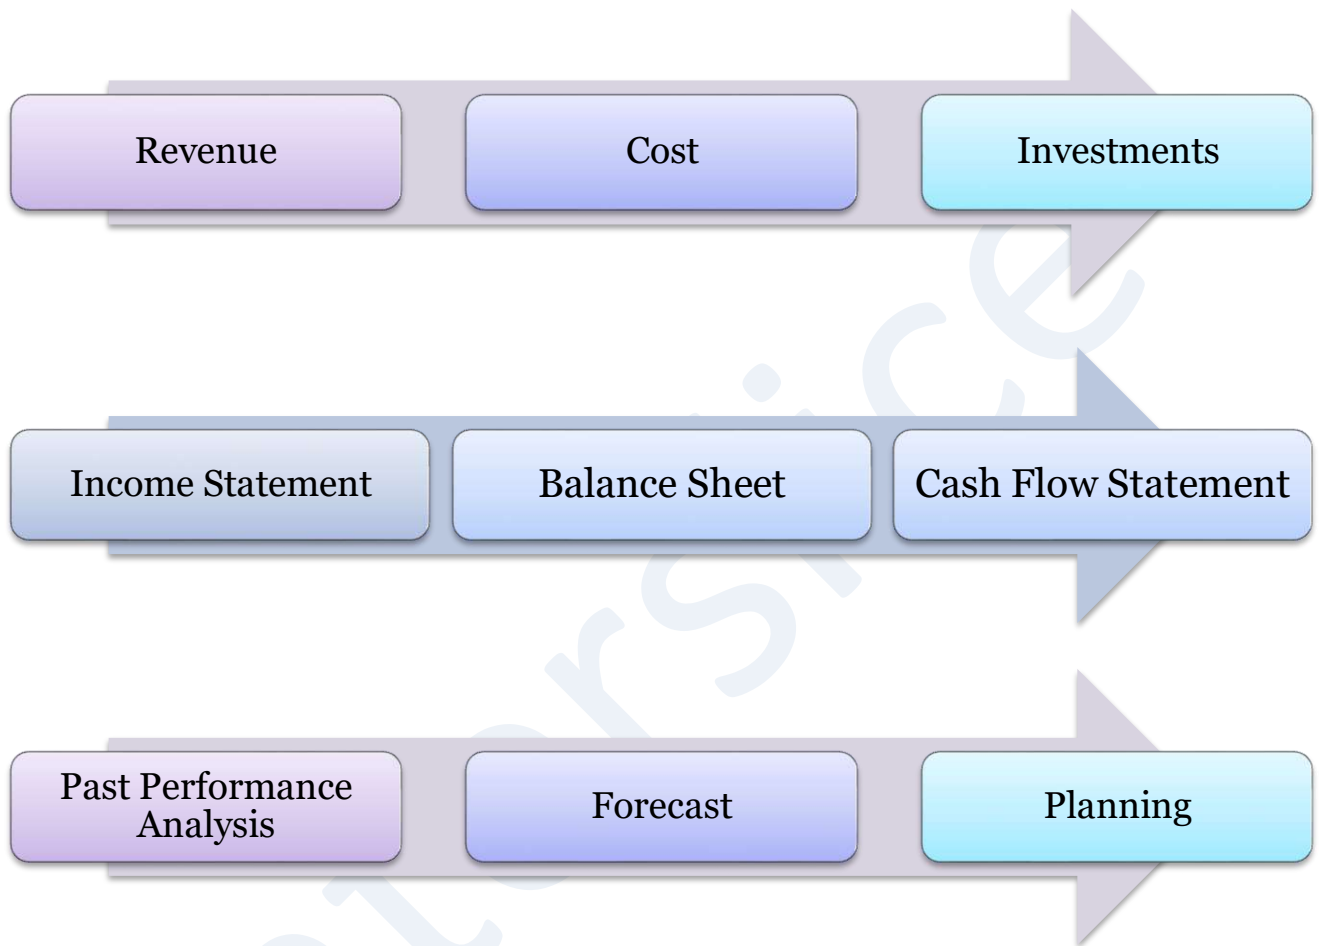 Revenue
Cost
Investments
Income Statement
Balance Sheet
Cash Flow Statement
Past Performance
Analysis
Forecast
Planning